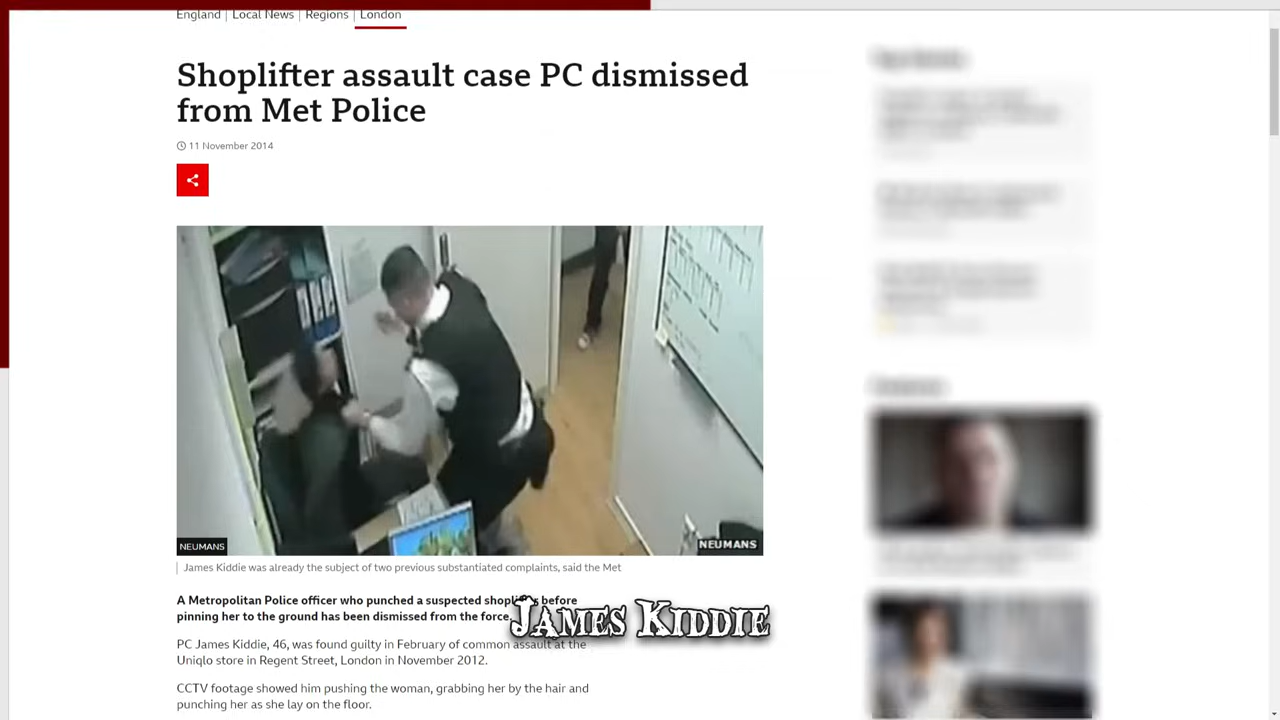 England | Local News | Regions | London
Shoplifter assault case PC dismissed
from Met Police
11 November 2014
NEUMANS
NEUMANS
James Kiddie was already the subject of two previous substantiated complaints, said the Met
A Metropolitan Police officer who punched a suspected shoplifter before
pinning her to the ground has been dismissed from the force
JAMES KIDDIE
PC James Kiddie, 46, was found guilty in February of common assault at the
Uniqlo store in Regent Street, London in November 2012.
CCTV footage showed him pushing the woman, grabbing her by the hair and
punching her as she lay on the floor.